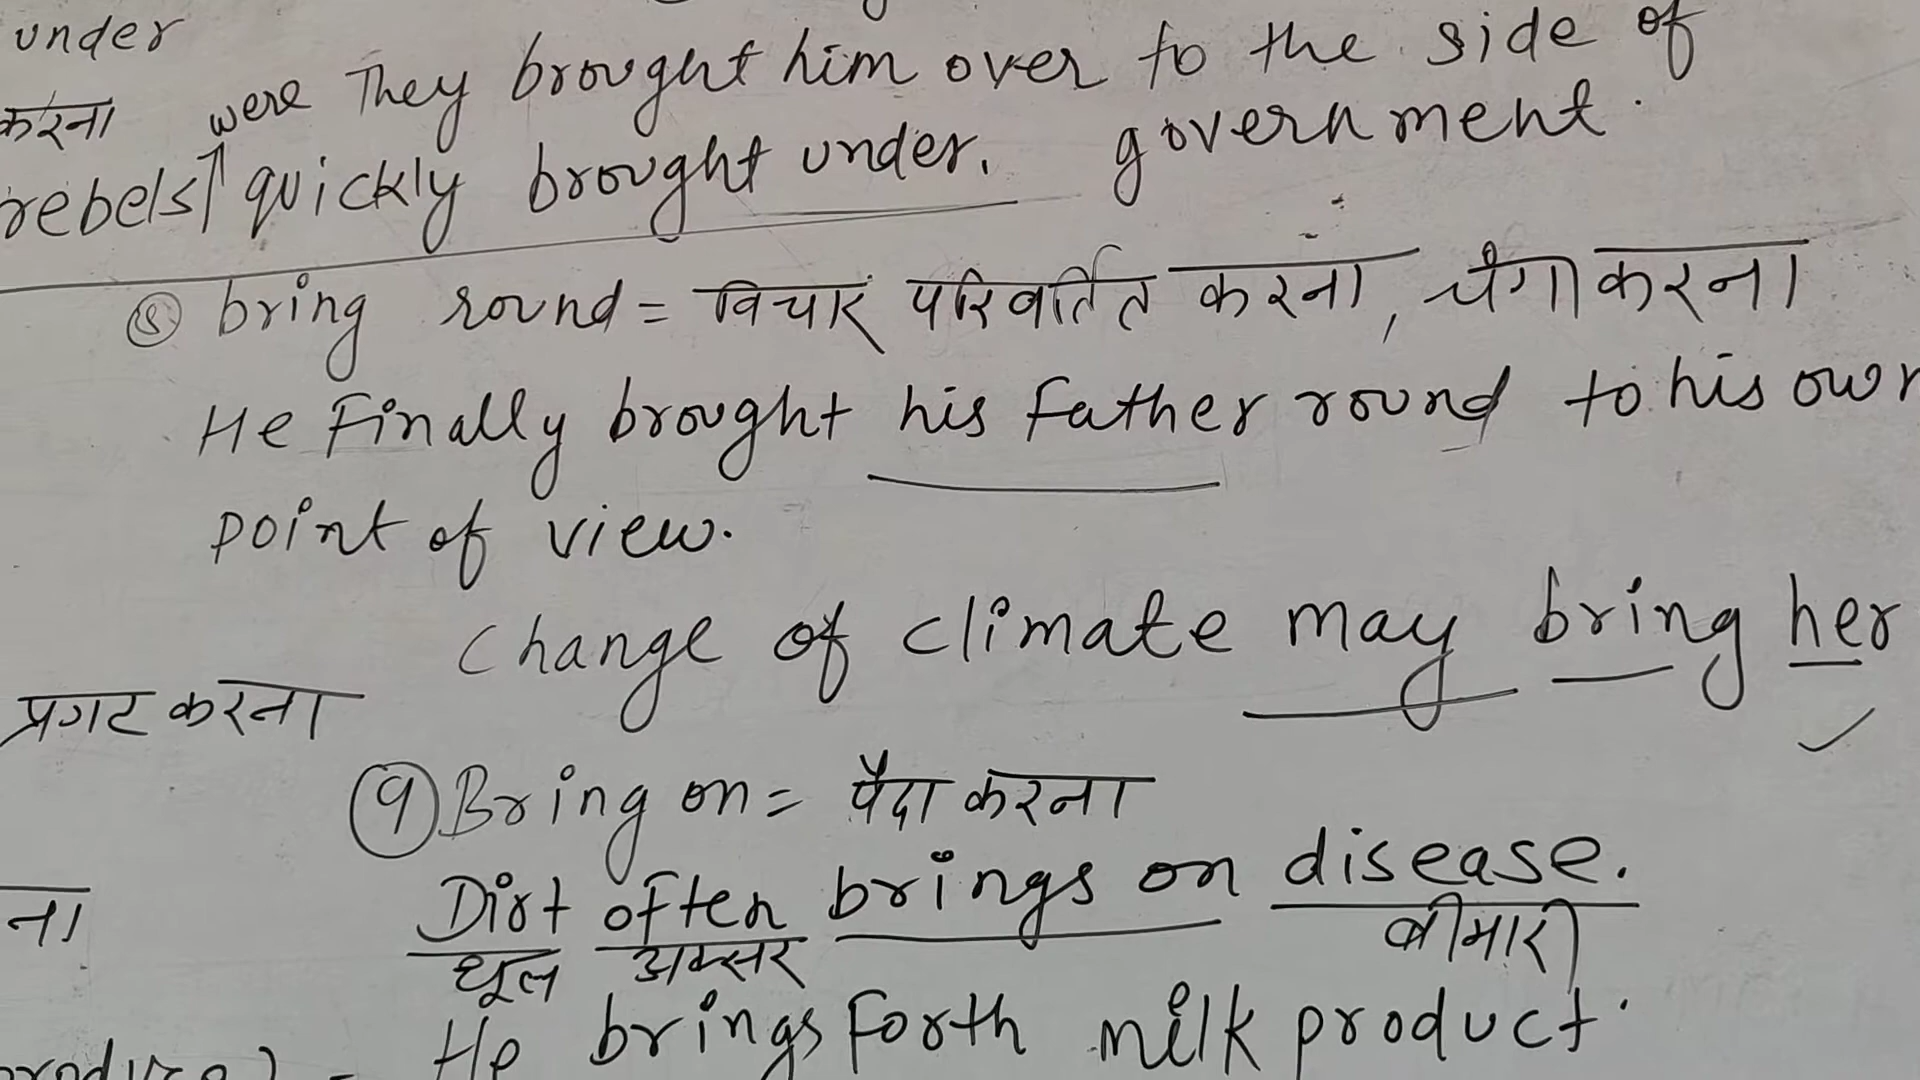 under
करना
They brought him over to the side of
government.
rebels were quickly brought under.
⑧ bring round = विचार परिवर्तित करना, चंगा करना
He Finally brought his Father round to his own
point of view.
change of climate may bring her
प्रगट करना
⑨ Bring on = पैदा करना
Dirt often brings on disease.
धूल अक्सर बीमारी
ना
He brings Forth milk product.